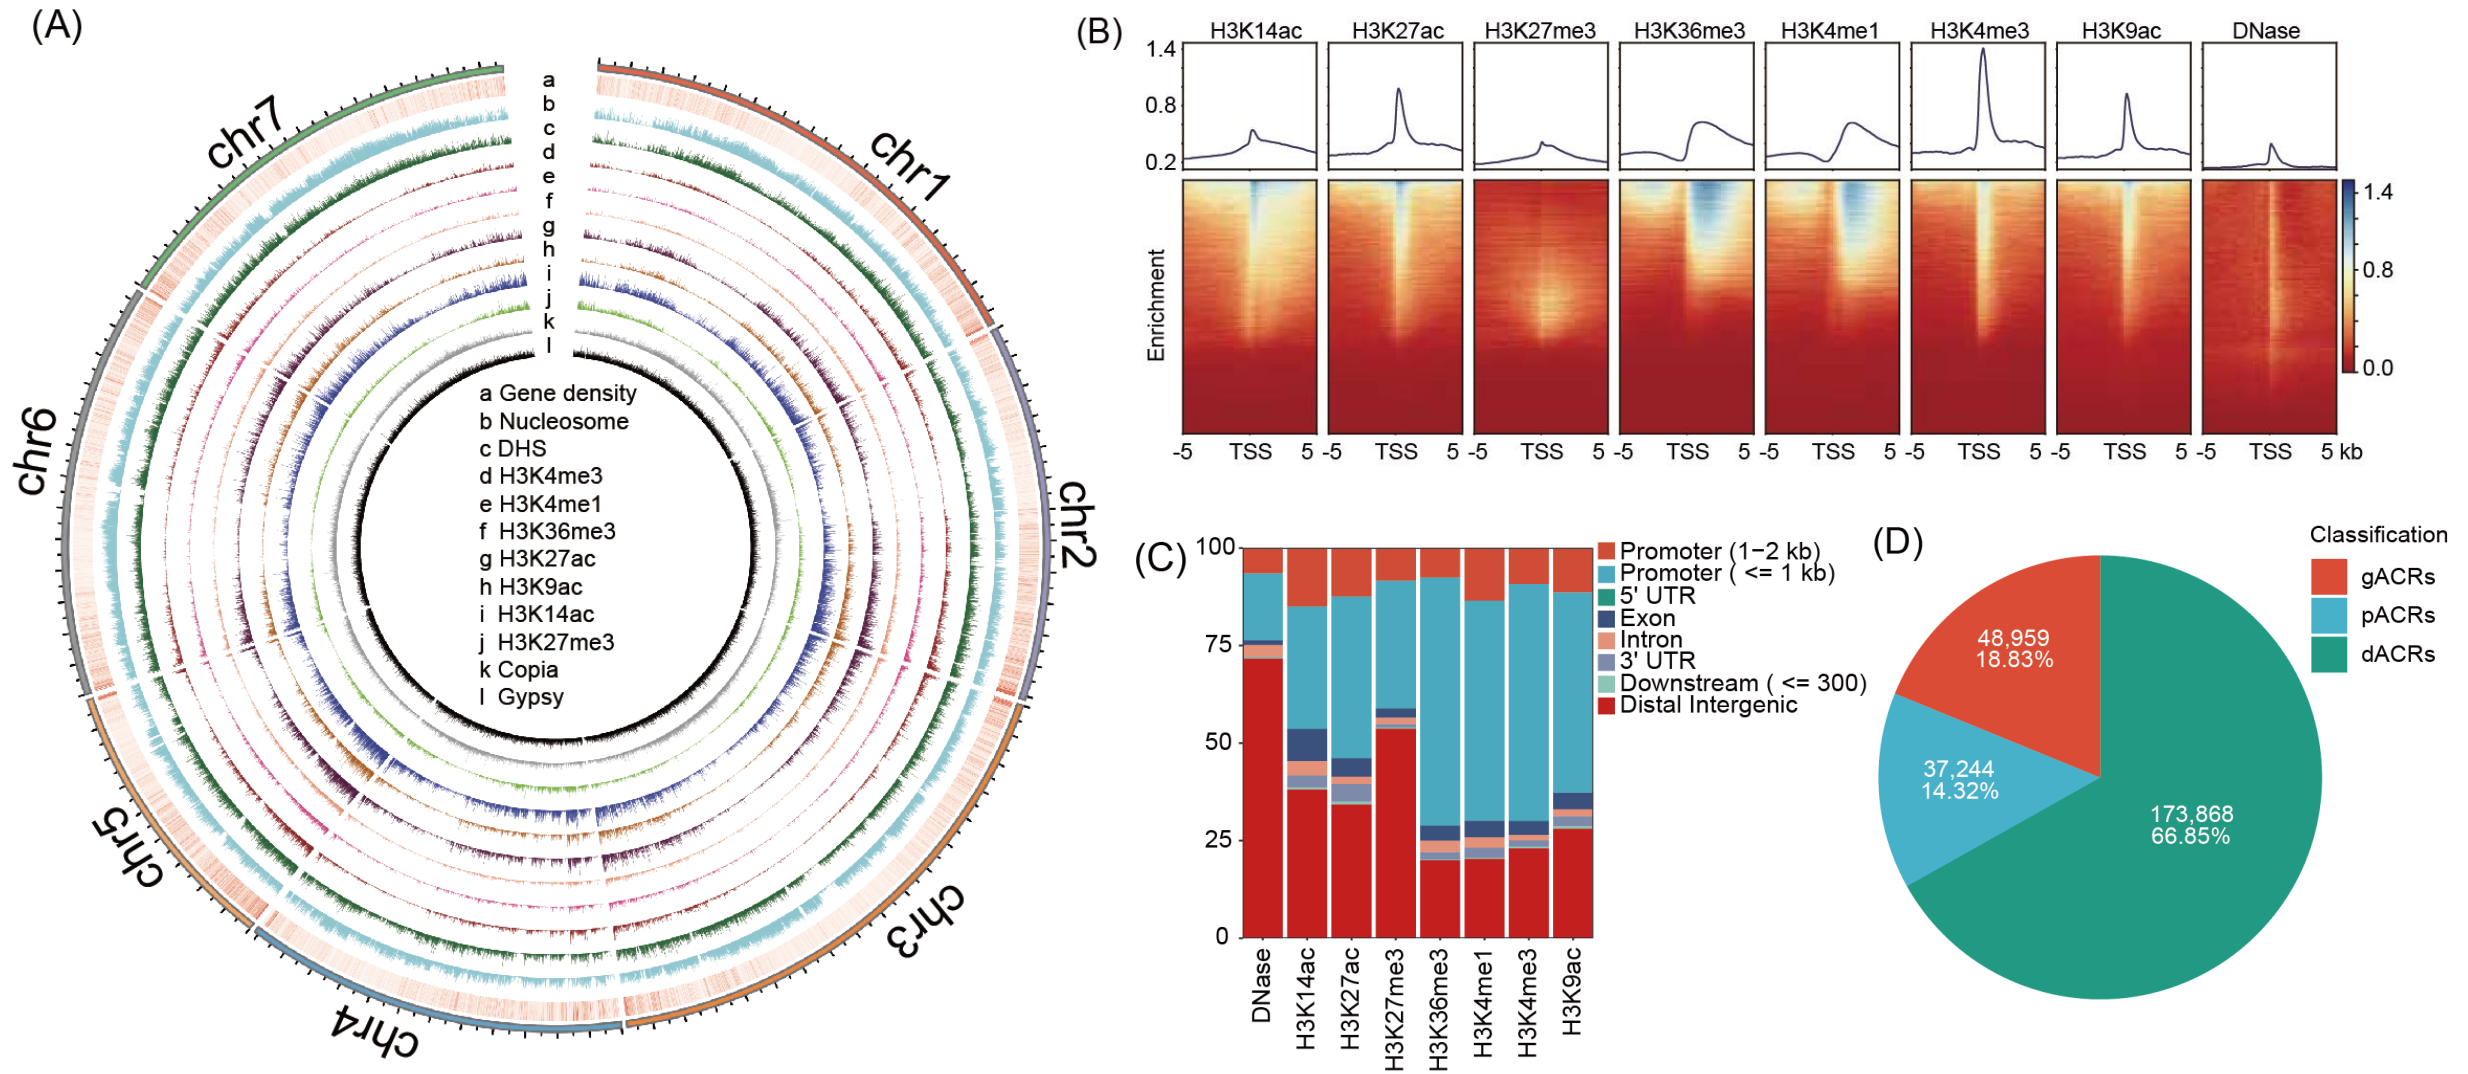 (A)
chr1
chr2
chr3
chr4
chr5
chr6
chr7
a
b
c
d
e
f
g
h
i
j
k
l
a Gene density
b Nucleosome
c DHS
d H3K4me3
e H3K4me1
f H3K36me3
g H3K27ac
h H3K9ac
i H3K14ac
j H3K27me3
k Copia
l Gypsy
(B)
H3K14ac H3K27ac H3K27me3 H3K36me3 H3K4me1 H3K4me3 H3K9ac DNase
1.4
0.8
0.2
Enrichment
1.4
0.8
0.0
-5 TSS 5 -5 TSS 5 -5 TSS 5 -5 TSS 5 -5 TSS 5 -5 TSS 5 -5 TSS 5 -5 TSS 5 kb
(C)
100
75
50
25
0
DNase
H3K14ac
H3K27ac
H3K27me3
H3K36me3
H3K4me1
H3K4me3
H3K9ac
Promoter (1−2 kb)
Promoter ( <= 1 kb)
5' UTR
Exon
Intron
3' UTR
Downstream ( <= 300)
Distal Intergenic
(D)
48,959
18.83%
37,244
14.32%
173,868
66.85%
Classification
gACRs
pACRs
dACRs